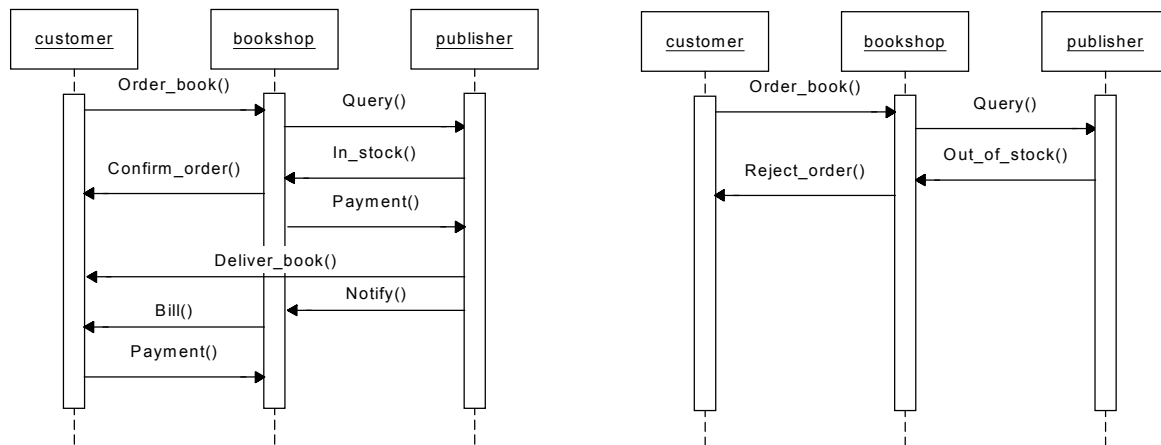 customer
bookshop
publisher
Order_book()
Query()
In_stock()
Confirm_order()
Payment()
Deliver_book()
Notify()
Bill()
Payment()
customer
bookshop
publisher
Order_book()
Query()
Out_of_stock()
Reject_order()